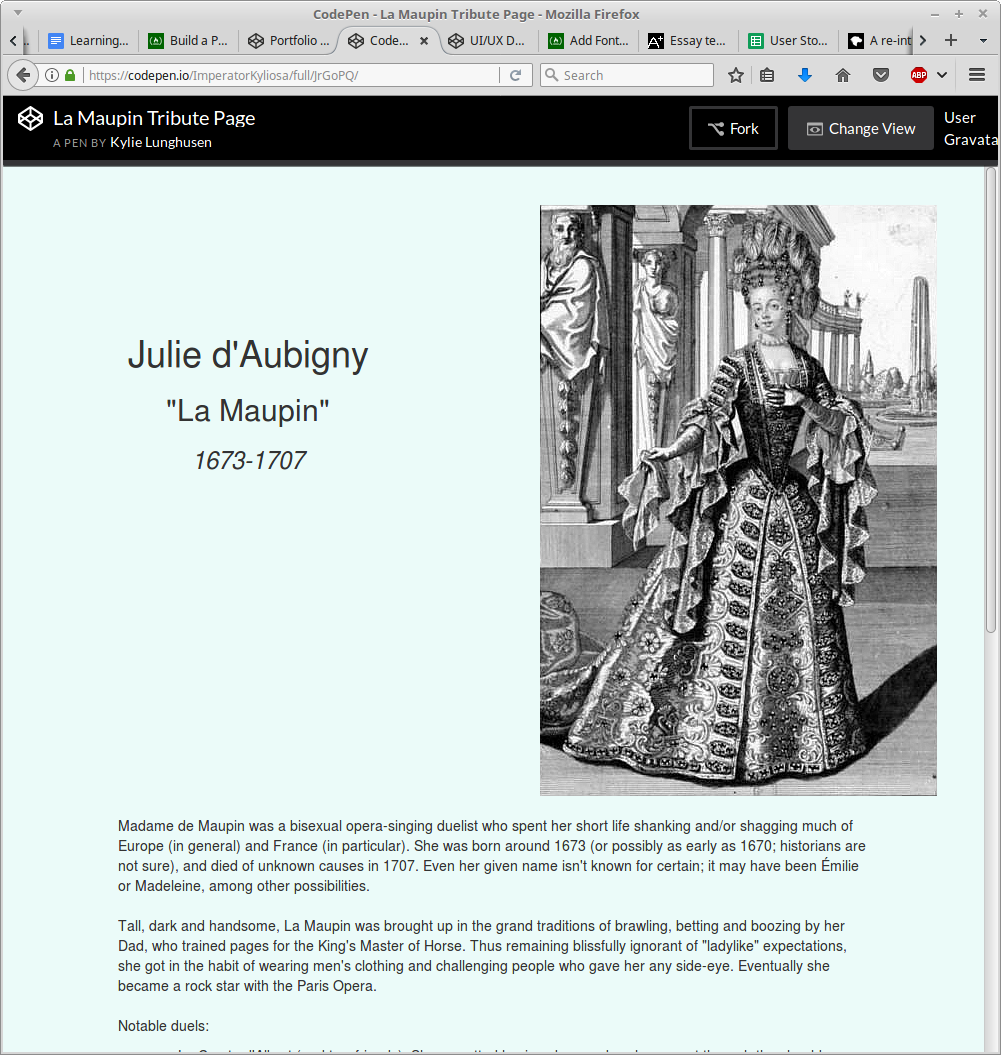 CodePen - La Maupin Tribute Page - Mozilla Firefox
Learning...
Build a P...
Portfolio ...
Code...
UI/UX D...
Add Font...
Essay te...
User Sto...
A re-int
https://codepen.io/ImperatorKyliosa/full/JrGoPQ/
Search
ABP
La Maupin Tribute Page
A PEN BY Kylie Lunghusen
Fork
Change View
User
Gravata
Julie d'Aubigny
"La Maupin"
1673-1707
Madame de Maupin was a bisexual opera-singing duelist who spent her short life shanking and/or shagging much of
Europe (in general) and France (in particular). She was born around 1673 (or possibly as early as 1670; historians are
not sure), and died of unknown causes in 1707. Even her given name isn't known for certain; it may have been Émilie
or Madeleine, among other possibilities.
Tall, dark and handsome, La Maupin was brought up in the grand traditions of brawling, betting and boozing by her
Dad, who trained pages for the King's Master of Horse. Thus remaining blissfully ignorant of "ladylike" expectations,
she got in the habit of wearing men's clothing and challenging people who gave her any side-eye. Eventually she
became a rock star with the Paris Opera.
Notable duels: